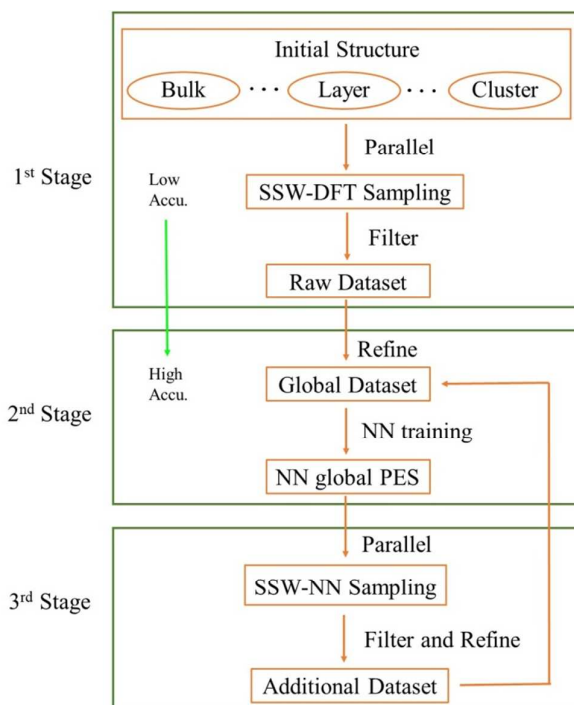 Initial Structure
Bulk ··· Layer ··· Cluster
Parallel
1st Stage
Low
Accu.
SSW-DFT Sampling
Filter
Raw Dataset
Refine
High
Accu.
Global Dataset
2nd Stage
NN training
NN global PES
Parallel
SSW-NN Sampling
3rd Stage
Filter and Refine
Additional Dataset